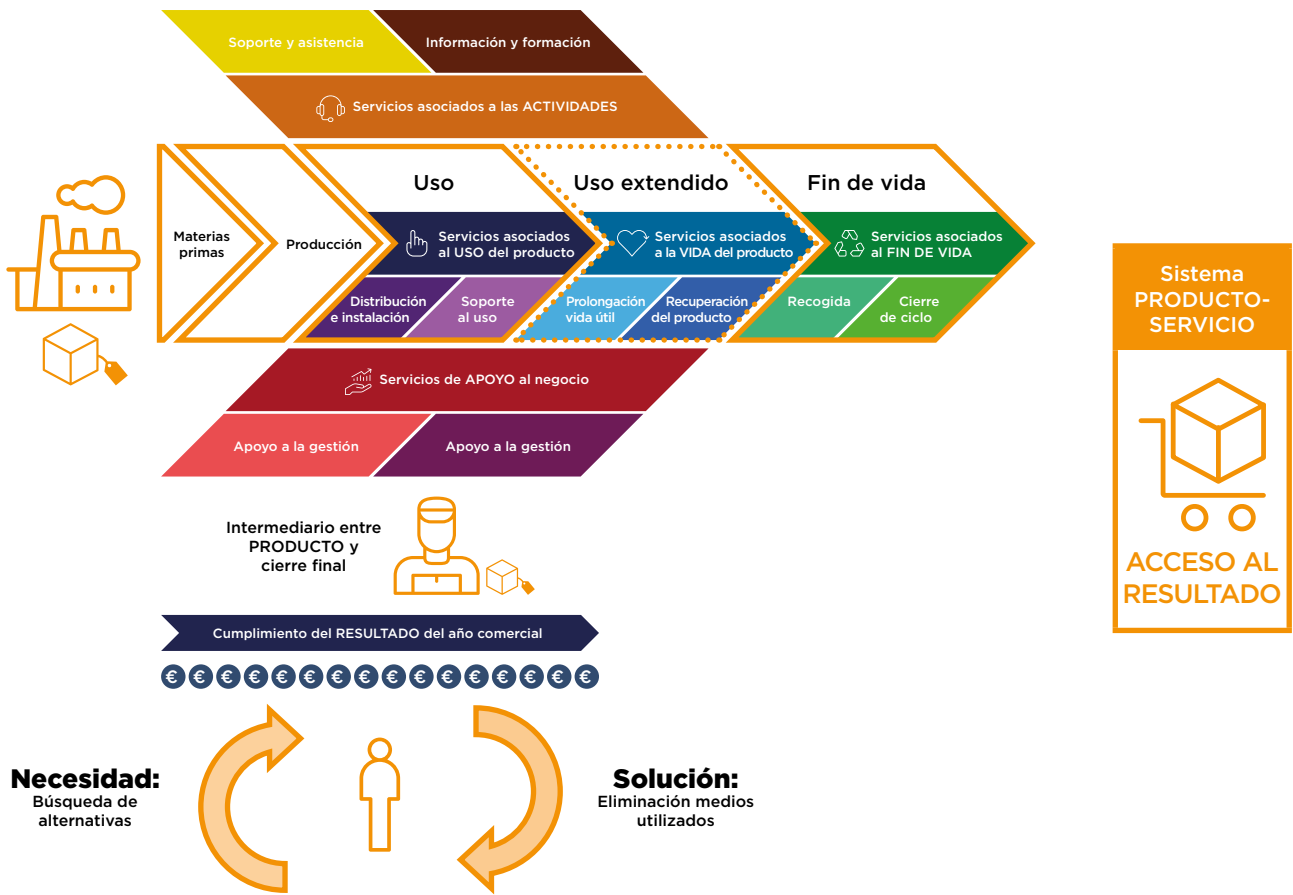 Soporte y asistencia
Información y formación
Servicios asociados a las ACTIVIDADES
Uso
Uso extendido
Fin de vida
Materias
primas
Producción
Servicios asociados
al USO del producto
Servicios asociados
a la VIDA del producto
Servicios asociados
al FIN DE VIDA
Distribución
e instalación
Soporte
al uso
Prolongación
vida útil
Recuperación
del producto
Recogida
Cierre
de ciclo
Servicios de APOYO al negocio
Apoyo a la gestión
Apoyo a la gestión
Intermediario entre
PRODUCTO y
cierre final
Cumplimiento del RESULTADO del año comercial
€ € € € € € € € € € € € € € € €
Necesidad:
Búsqueda de
alternativas
Solución:
Eliminación medios
utilizados
Sistema
PRODUCTO-
SERVICIO
ACCESO AL
RESULTADO